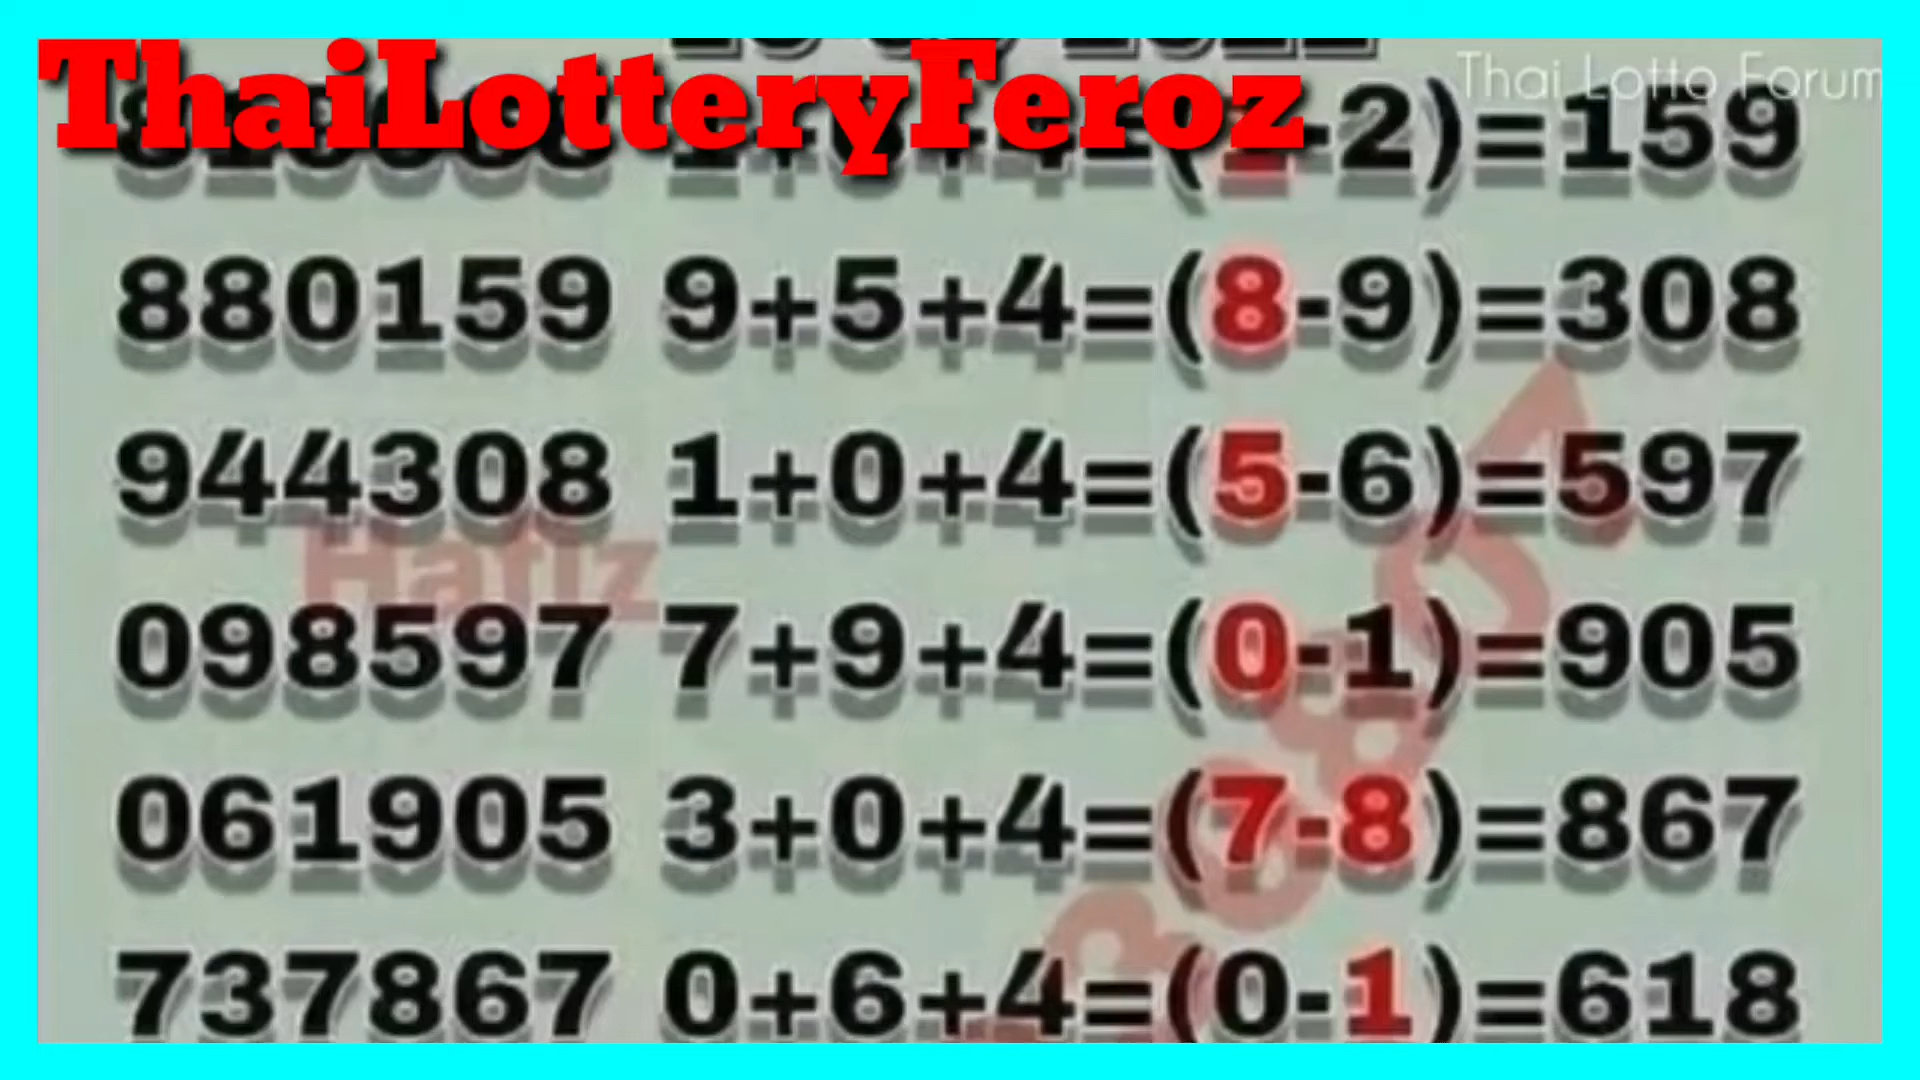 ThaiLotteryFeroz
Thai Lotto Forum
-2)=159
880159 9+5+4=(8-9)=308
944308 1+0+4=(5-6)=597
Hafiz
098597 7+9+4=(0-1)=905
061905 3+0+4=(7-8)=867
737867 0+6+4=(0-1)=618